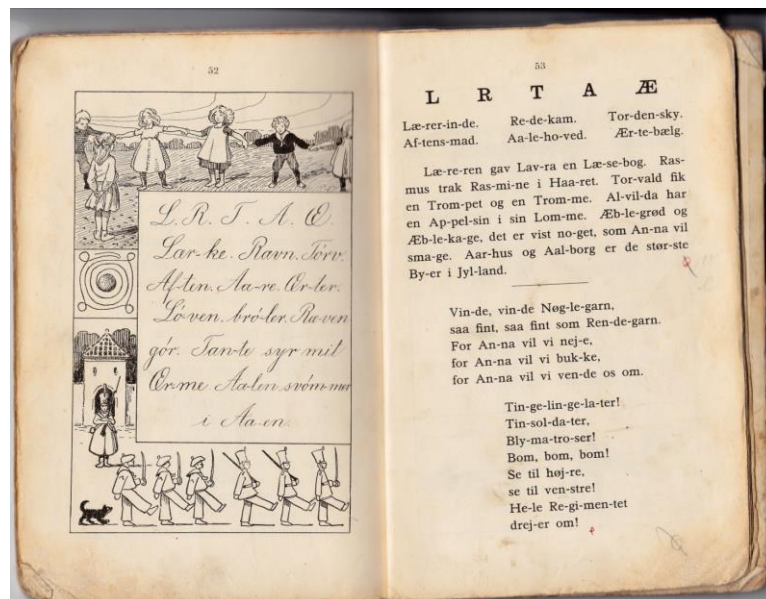 52
L. R. T. A. Æ.
Lær-ke. Ravn. Törv.
Af-ten. Aa-re. Ær-ter.
Lö-ven brö-ler. Ræ-ven
gör. Tan-te syr mit
Ær-me. Aa-len svöm-mer
i Aa-en.
53
L R T A Æ
Læ-rer-in-de. Re-de-kam. Tor-den-sky.
Af-tens-mad. Aa-le-ho-ved. Ær-te-bælg.
Læ-re-ren gav Lav-ra en Læ-se-bog. Ras-
mus trak Ras-mi-ne i Haa-ret. Tor-vald fik
en Trom-pet og en Trom-me. Al-vil-da har
en Ap-pel-sin i sin Lom-me. Æb-le-grød og
Æb-le-ka-ge, det er vist no-get, som An-na vil
sma-ge. Aar-hus og Aal-borg er de stør-ste
By-er i Jyl-land.
Vin-de, vin-de Nøg-le-garn,
saa fint, saa fint som Ren-de-garn.
For An-na vil vi nej-e,
for An-na vil vi buk-ke,
for An-na vil vi ven-de os om.
Tin-ge-lin-ge-la-ter!
Tin-sol-da-ter,
Bly-ma-tro-ser!
Bom, bom, bom!
Se til høj-re,
se til ven-stre!
He-le Re-gi-men-tet
drej-er om!